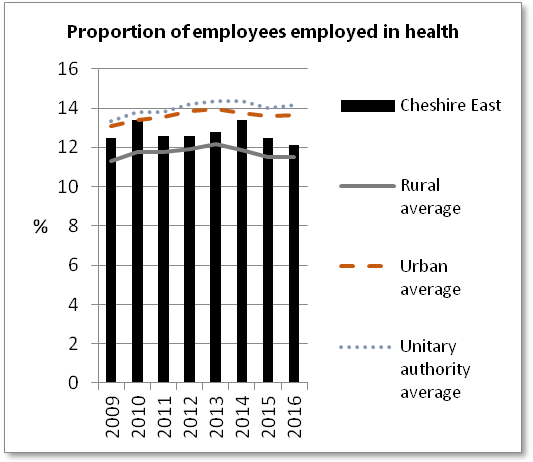 Proportion of employees employed in health
16
14
12
10
8
6
4
2
0
%
2009
2010
2011
2012
2013
2014
2015
2016
Cheshire East
Rural
average
Urban
average
Unitary
authority
average